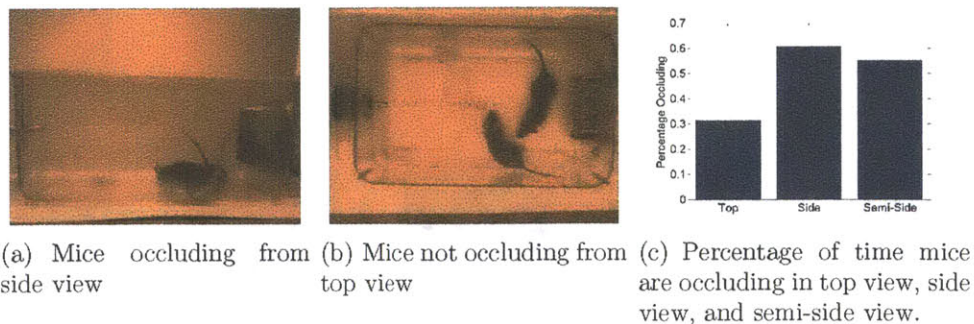 0.7
0.6
0.5
0.4
0.3
0.2
0.1
0
Percentage Occluding
Top Side Semi-Side
(a) Mice occluding from
side view
(b) Mice not occluding from
top view
(c) Percentage of time mice
are occluding in top view, side
view, and semi-side view.